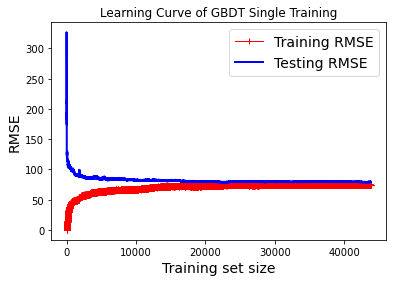 Learning Curve of GBDT Single Training
Training RMSE
Testing RMSE
RMSE
300
250
200
150
100
50
0
0 10000 20000 30000 40000
Training set size